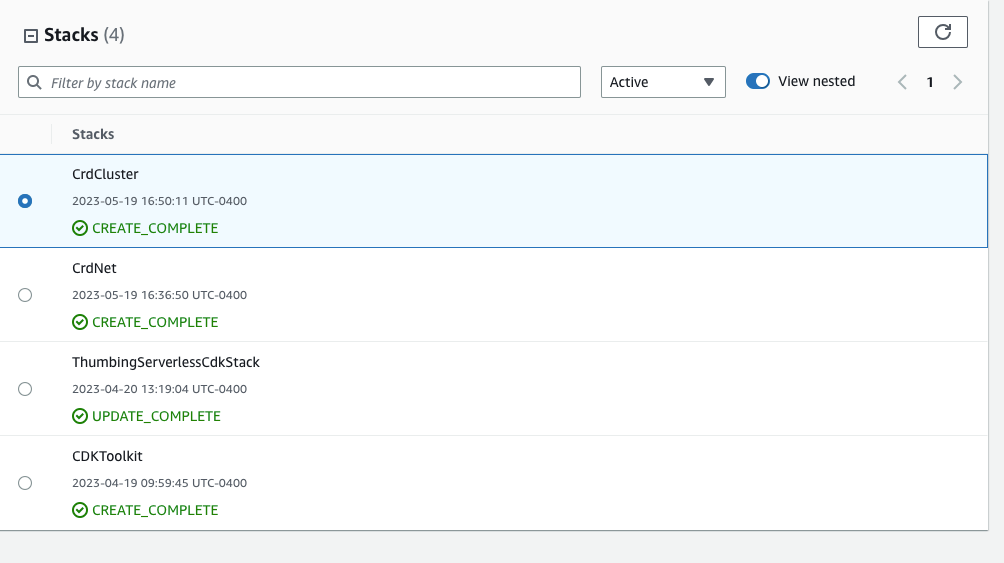 Stacks (4)
Filter by stack name
Active
View nested
1
Stacks
CrdCluster
2023-05-19 16:50:11 UTC-0400
CREATE_COMPLETE
CrdNet
2023-05-19 16:36:50 UTC-0400
CREATE_COMPLETE
ThumbingServerlessCdkStack
2023-04-20 13:19:04 UTC-0400
UPDATE_COMPLETE
CDKToolkit
2023-04-19 09:59:45 UTC-0400
CREATE_COMPLETE